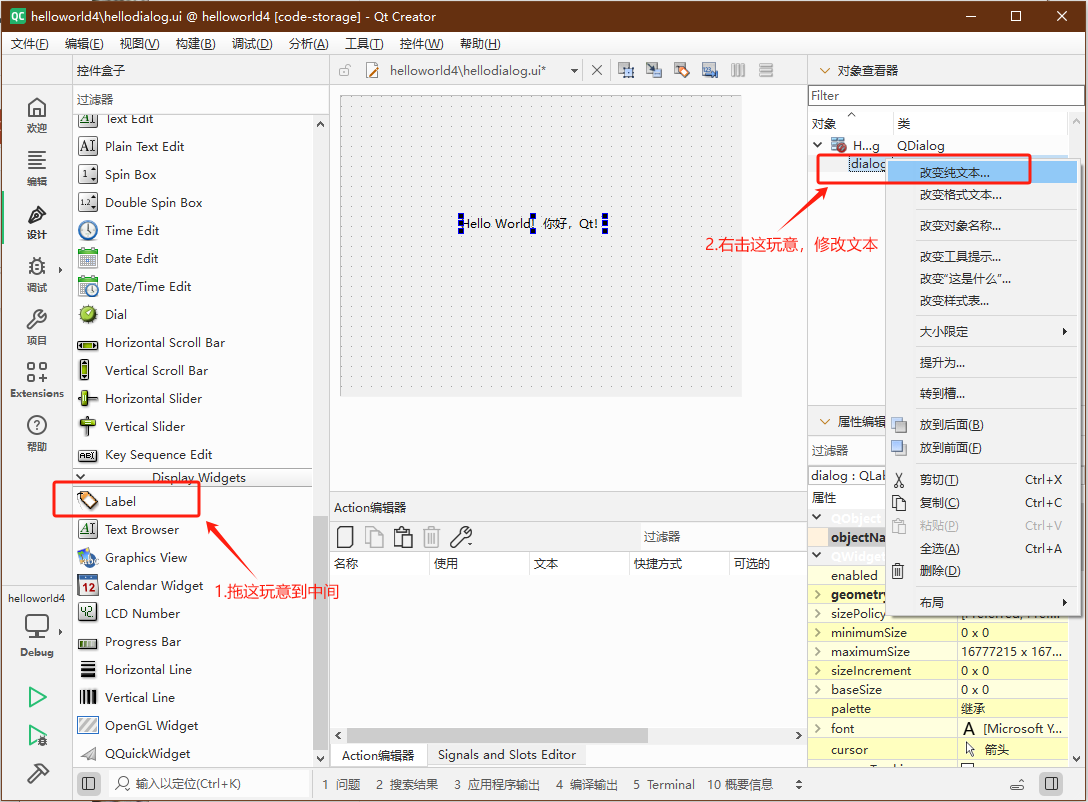 helloworld4\hellodialog.ui @ helloworld4 [code-storage] - Qt Creator
文件(F) 编辑(E) 视图(V) 构建(B) 调试(D) 分析(A) 工具(T) 控件(W) 帮助(H)
欢迎
编辑
设计
调试
项目
Extensions
帮助
helloworld4
Debug
控件盒子
过滤器
Text Edit
Plain Text Edit
Spin Box
Double Spin Box
Time Edit
Date Edit
Date/Time Edit
Dial
Horizontal Scroll Bar
Vertical Scroll Bar
Horizontal Slider
Vertical Slider
Key Sequence Edit
Display Widgets
Label
Text Browser
Graphics View
Calendar Widget
LCD Number
Progress Bar
Horizontal Line
Vertical Line
OpenGL Widget
QQuickWidget
1.拖这玩意到中间
helloworld4\hellodialog.ui*
Hello World! 你好，Qt!
2.右击这玩意，修改文本
Action编辑器
过滤器
名称 使用 文本 快捷方式 可选的
Action编辑器 Signals and Slots Editor
对象查看器
Filter
对象 类
H...g QDialog
dialog
改变纯文本...
改变格式文本...
改变对象名称...
改变工具提示...
改变“这是什么”...
改变样式表...
大小限定
提升为...
转到槽...
放到后面(B)
放到前面(F)
剪切(T) Ctrl+X
复制(C) Ctrl+C
粘贴(P) Ctrl+V
全选(A) Ctrl+A
删除(D)
布局
属性编辑
过滤器
dialog : QLab
属性
QObject
objectNa
QWidget
enabled
geometry
sizePolicy
minimumSize 0 x 0
maximumSize 16777215 x 167...
sizeIncrement 0 x 0
baseSize 0 x 0
palette 继承
font A [Microsoft Y...
cursor 箭头
输入以定位(Ctrl+K) 1 问题 2 搜索结果 3 应用程序输出 4 编译输出 5 Terminal 10 概要信息